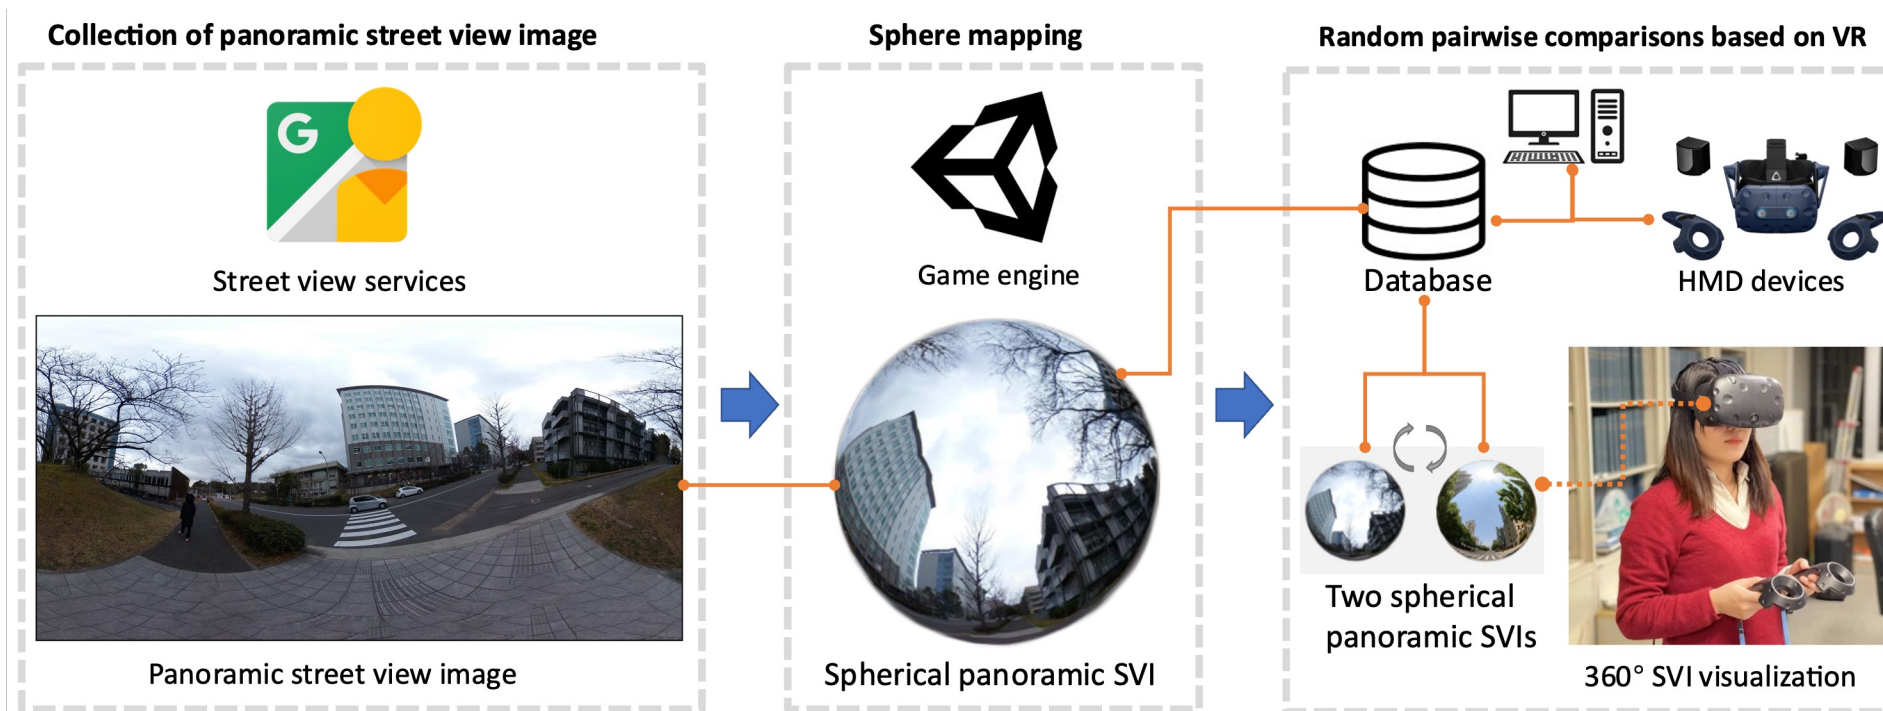 Collection of panoramic street view image
G
Street view services
Panoramic street view image
Sphere mapping
Game engine
Spherical panoramic SVI
Random pairwise comparisons based on VR
Database
HMD devices
Two spherical
panoramic SVIs
360° SVI visualization